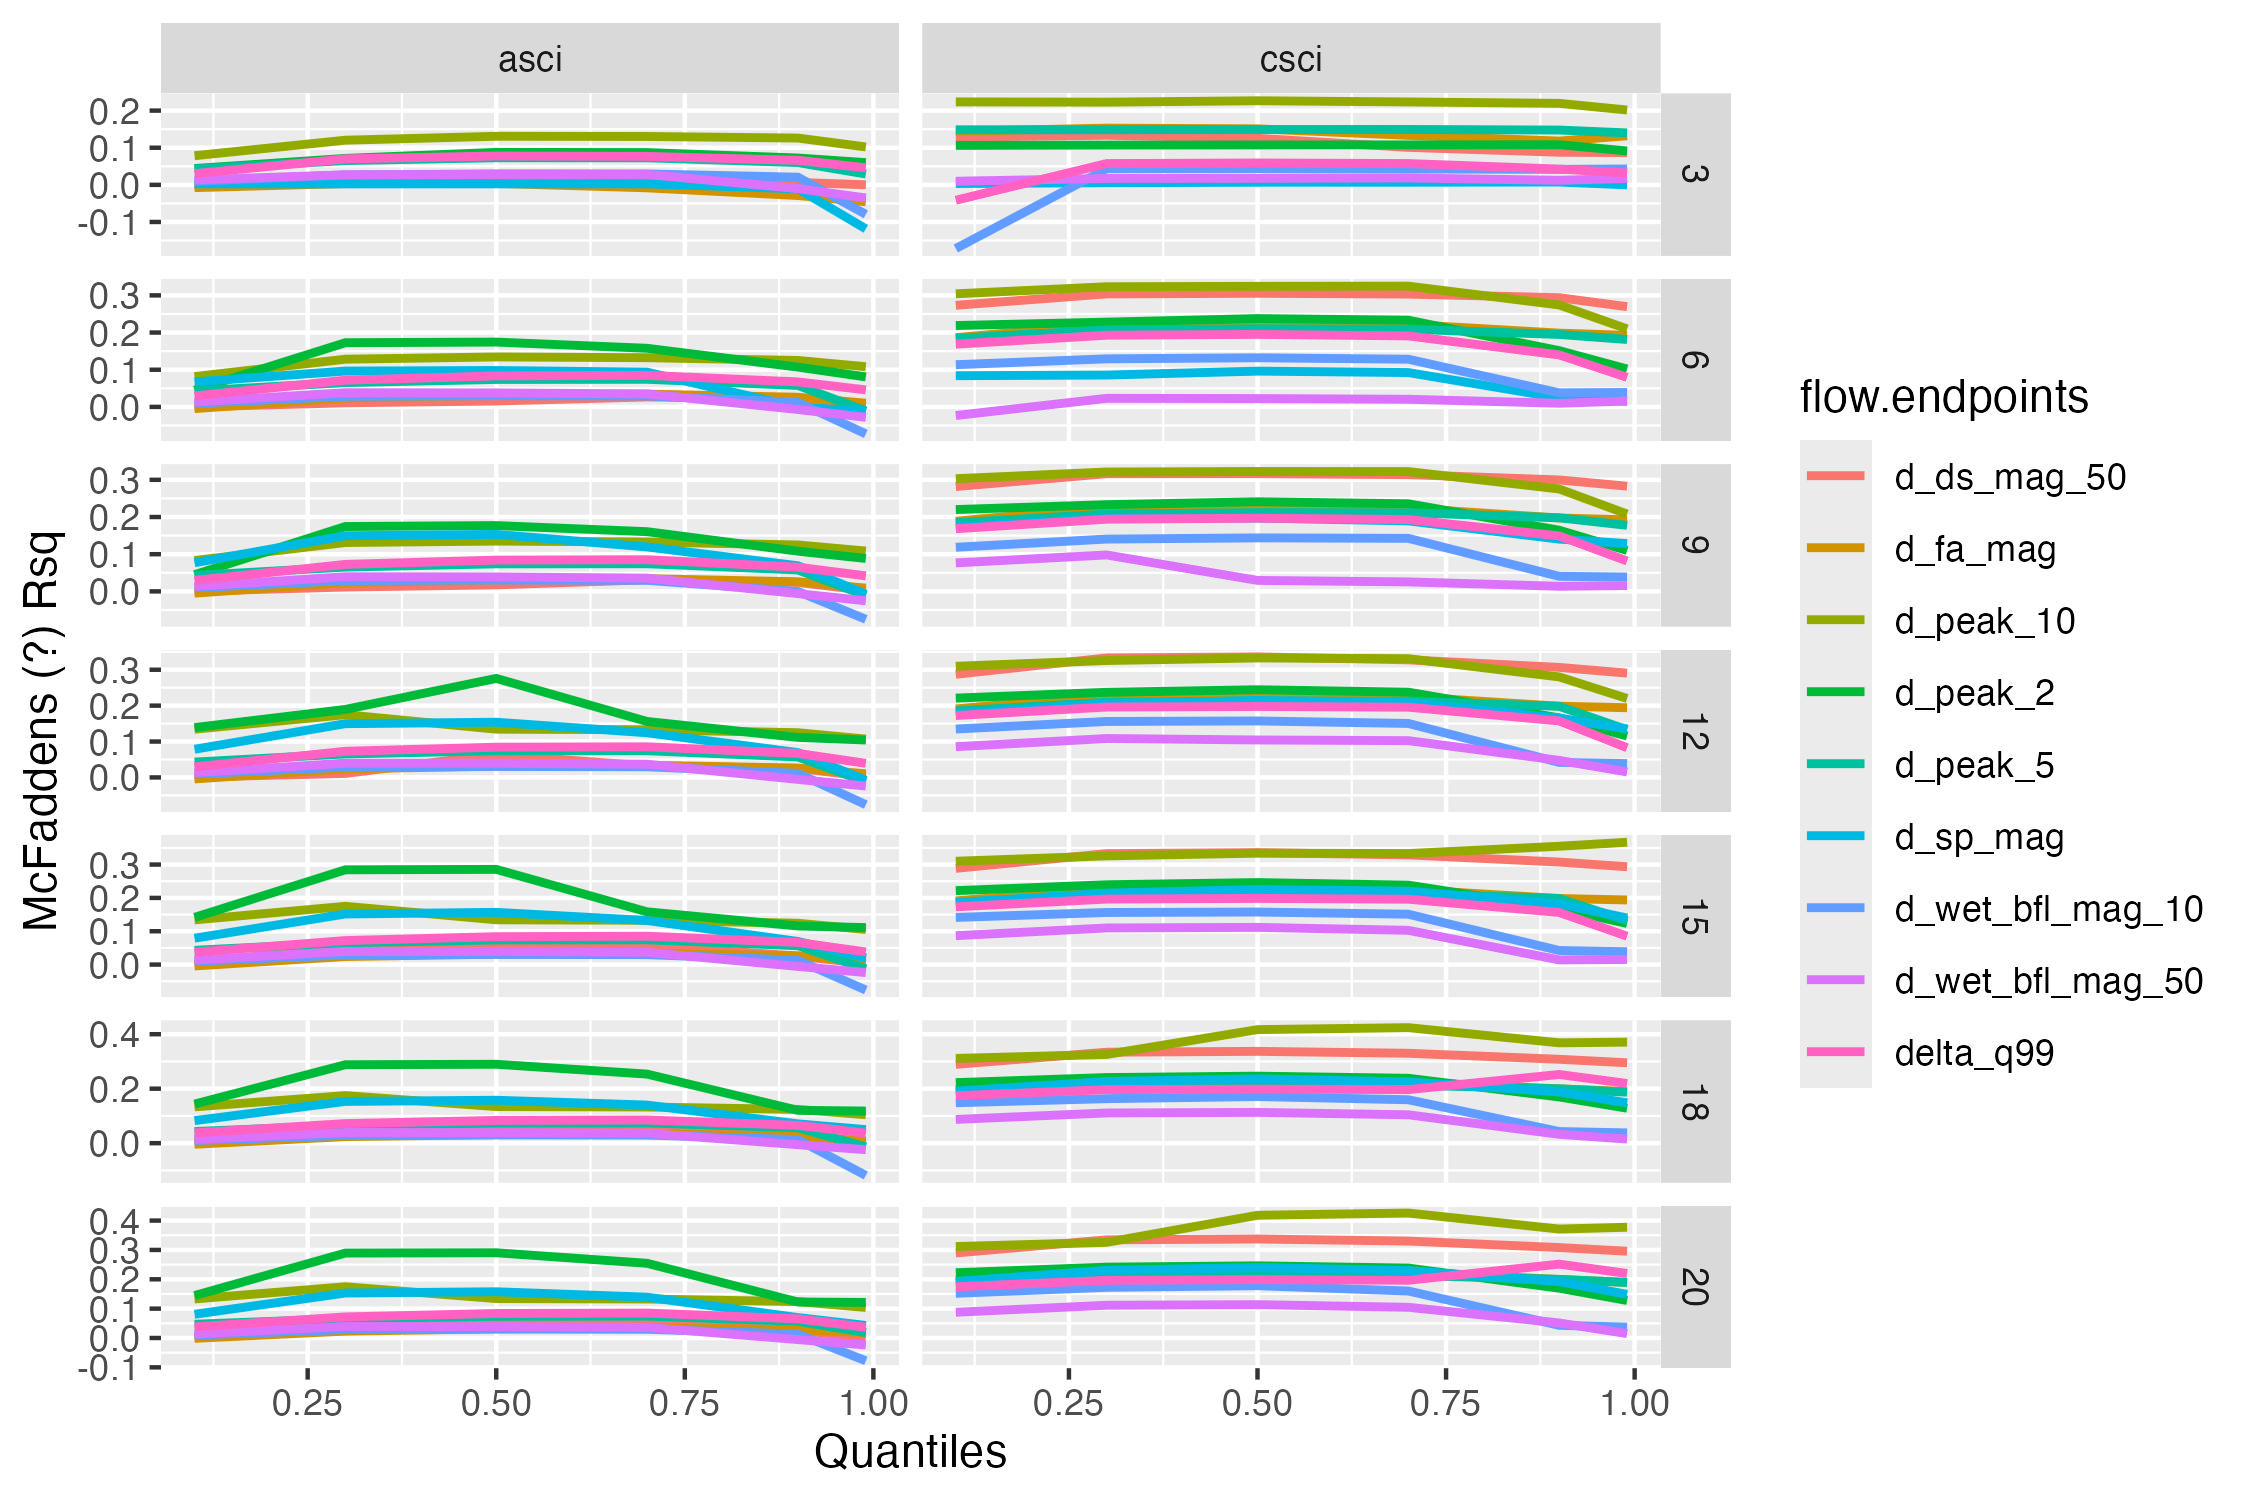 asci
csci
0.2
0.1
0.0
-0.1
3
0.3
0.2
0.1
0.0
6
0.3
0.2
0.1
0.0
9
0.3
0.2
0.1
0.0
12
0.3
0.2
0.1
0.0
15
0.4
0.2
0.0
18
0.4
0.3
0.2
0.1
0.0
-0.1
20
0.25 0.50 0.75 1.00
0.25 0.50 0.75 1.00
Quantiles
McFaddens (?) Rsq
flow.endpoints
d_ds_mag_50
d_fa_mag
d_peak_10
d_peak_2
d_peak_5
d_sp_mag
d_wet_bfl_mag_10
d_wet_bfl_mag_50
delta_q99